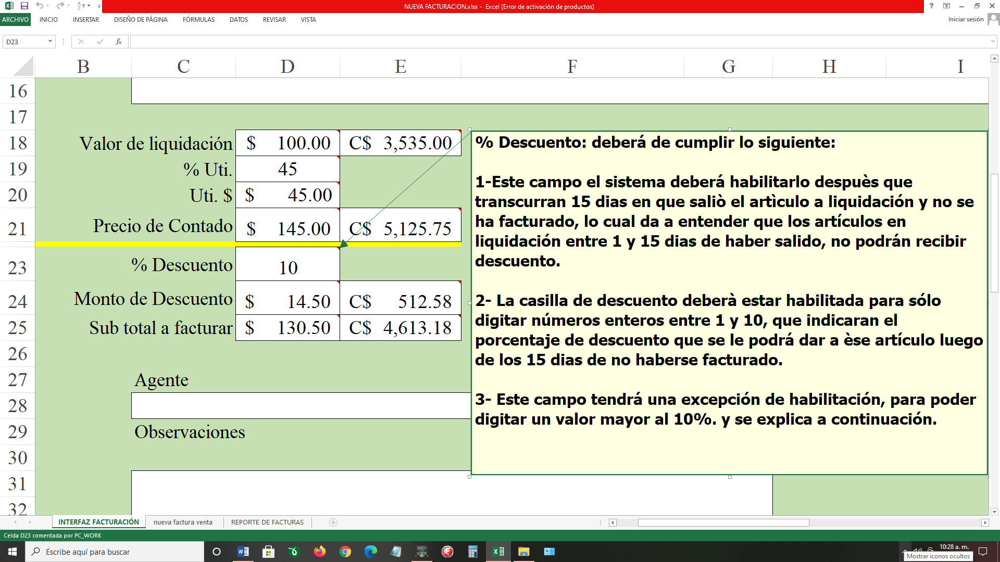 NUEVA FACTURACION.xlsx -  Excel (Error de activación de productos)
ARCHIVO INICIO INSERTAR DISEÑO DE PÁGINA FÓRMULAS DATOS REVISAR VISTA Iniciar sesión
D23
B C D E F G H I
16
17
18 Valor de liquidación $ 100.00 C$ 3,535.00
19 % Uti. 45
20 Uti. $ $ 45.00
21 Precio de Contado $ 145.00 C$ 5,125.75
23 % Descuento 10
24 Monto de Descuento $ 14.50 C$ 512.58
25 Sub total a facturar $ 130.50 C$ 4,613.18
26
27 Agente
28
29 Observaciones
30
31
32
% Descuento: deberá de cumplir lo siguiente:
1-Este campo el sistema deberá habilitarlo despuès que
transcurran 15 dias en que saliò el artìculo a liquidación y no se
ha facturado, lo cual da a entender que los artículos en
liquidación entre 1 y 15 dias de haber salido, no podrán recibir
descuento.
2- La casilla de descuento deberà estar habilitada para sólo
digitar números enteros entre 1 y 10, que indicaran el
porcentaje de descuento que se le podrá dar a èse artículo luego
de los 15 dias de no haberse facturado.
3- Este campo tendrá una excepción de habilitación, para poder
digitar un valor mayor al 10%. y se explica a continuación.
INTERFAZ FACTURACIÓN nueva factura venta REPORTE DE FACTURAS
Celda D23 comentada por PC_WORK
Escribe aquí para buscar
10:28 a. m.
Mostrar iconos ocultos